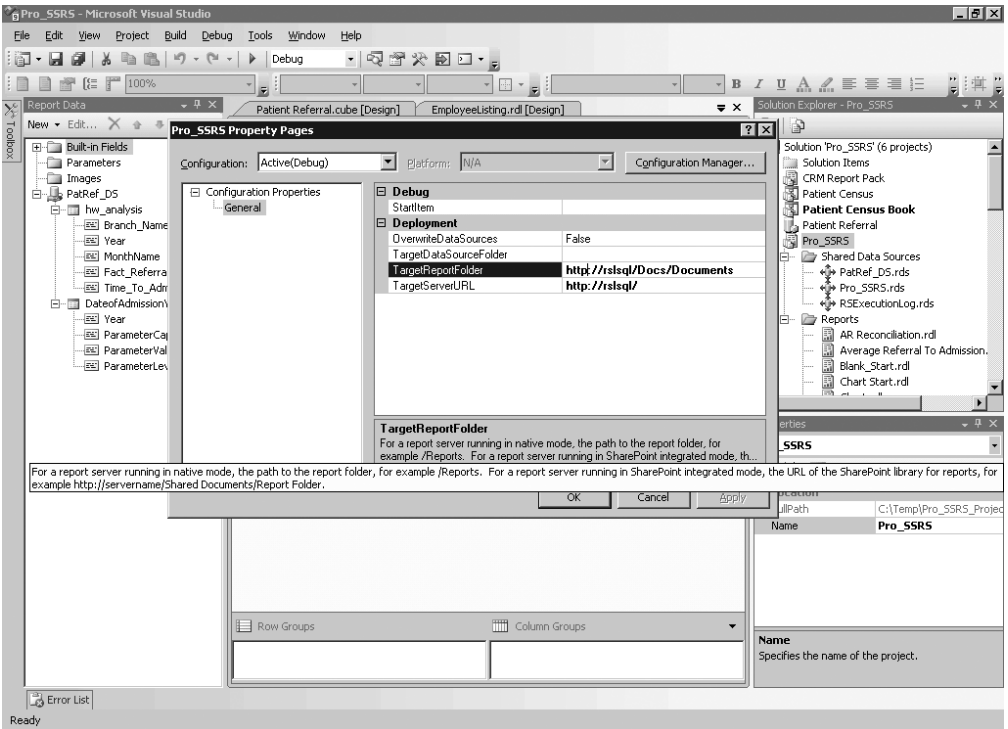 Pro_SSRS - Microsoft Visual Studio
File Edit View Project Build Debug Tools Window Help
Debug
100%
B I U A
Toolbox
Report Data
New Edit...
Built-in Fields
Parameters
Images
PatRef_DS
hw_analysis
Branch_Name
Year
MonthName
Fact_Referra
Time_To_Adm
DateofAdmission
Year
ParameterCa
ParameterVal
ParameterLev
Patient Referral.cube [Design] EmployeeListing.rdl [Design]
Pro_SSRS Property Pages
Configuration: Active(Debug) Platform: N/A Configuration Manager...
Configuration Properties
General
Debug
StartItem
Deployment
OverwriteDataSources False
TargetDataSourceFolder
TargetReportFolder http://rslsql/Docs/Documents
TargetServerURL http://rslsql/
TargetReportFolder
For a report server running in native mode, the path to the report folder, for
example /Reports. For a report server running in SharePoint integrated mode, th...
For a report server running in native mode, the path to the report folder, for example /Reports. For a report server running in SharePoint integrated mode, the URL of the SharePoint library for reports, for
example http://servername/Shared Documents/Report Folder.
OK Cancel Apply
Solution Explorer - Pro_SSRS
Solution 'Pro_SSRS' (6 projects)
Solution Items
CRM Report Pack
Patient Census
Patient Census Book
Patient Referral
Pro_SSRS
Shared Data Sources
PatRef_DS.rds
Pro_SSRS.rds
RSExecutionLog.rds
Reports
AR Reconciliation.rdl
Average Referral To Admission.
Blank_Start.rdl
Chart Start.rdl
erties
_SSRS
ocation
ullPath C:\Temp\Pro_SSRS_Projec
Name Pro_SSRS
Name
Specifies the name of the project.
Row Groups Column Groups
Error List
Ready